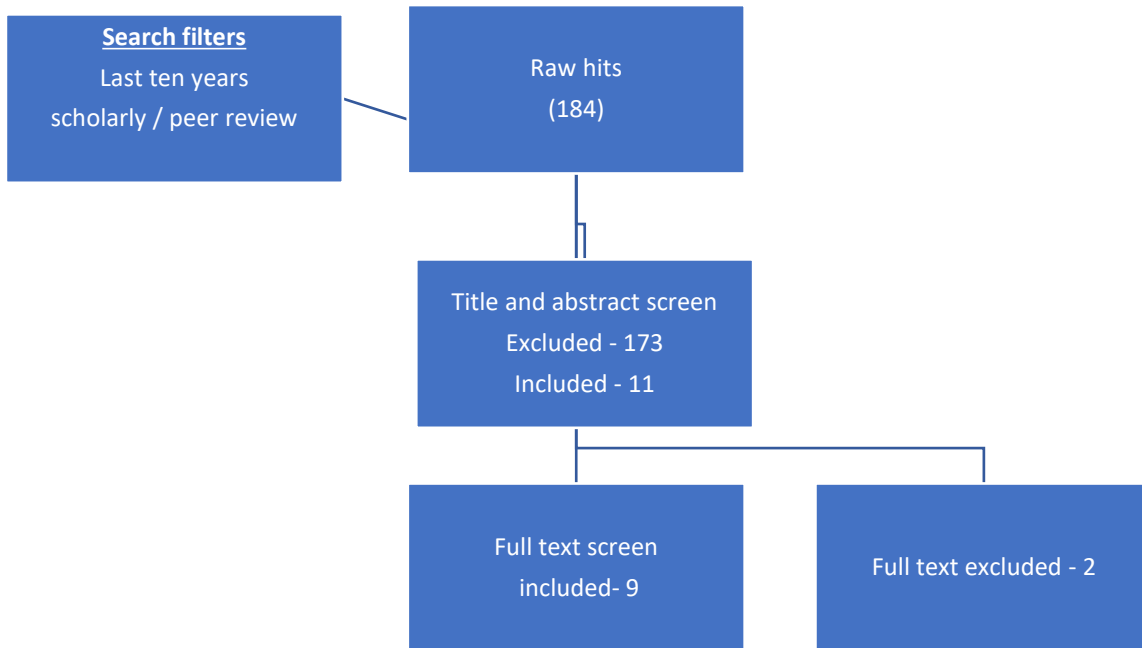 Search filters
Last ten years
scholarly / peer review
Raw hits
(184)
Title and abstract screen
Excluded - 173
Included - 11
Full text screen
included- 9
Full text excluded - 2